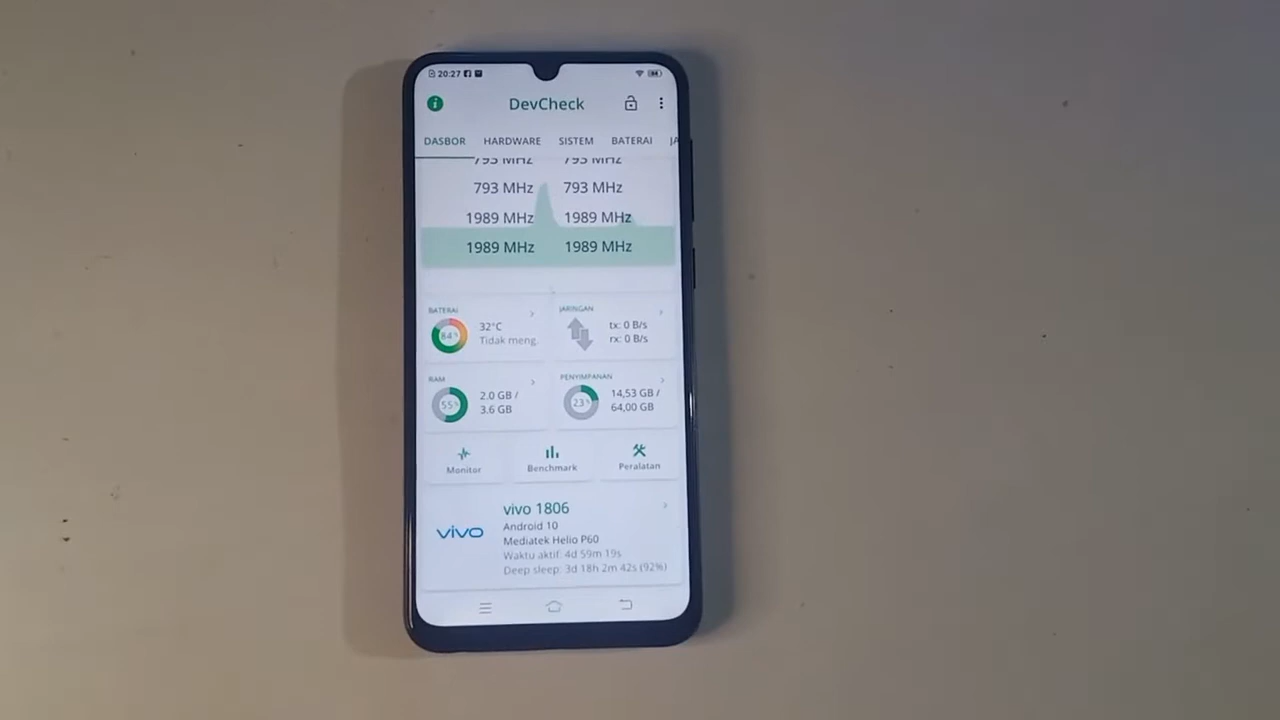 20:27
84
DevCheck
DASBOR HARDWARE SISTEM BATERAI JA
793 MHz 793 MHz
793 MHz 793 MHz
1989 MHz 1989 MHz
1989 MHz 1989 MHz
BATERAI
84%
32°C
Tidak meng.
JARINGAN
tx: 0 B/s
rx: 0 B/s
RAM
55%
2.0 GB /
3.6 GB
PENYIMPANAN
23%
14,53 GB /
64,00 GB
Monitor
Benchmark
Peralatan
vivo
vivo 1806
Android 10
Mediatek Helio P60
Waktu aktif: 4d 59m 19s
Deep sleep: 3d 18h 2m 42s (92%)